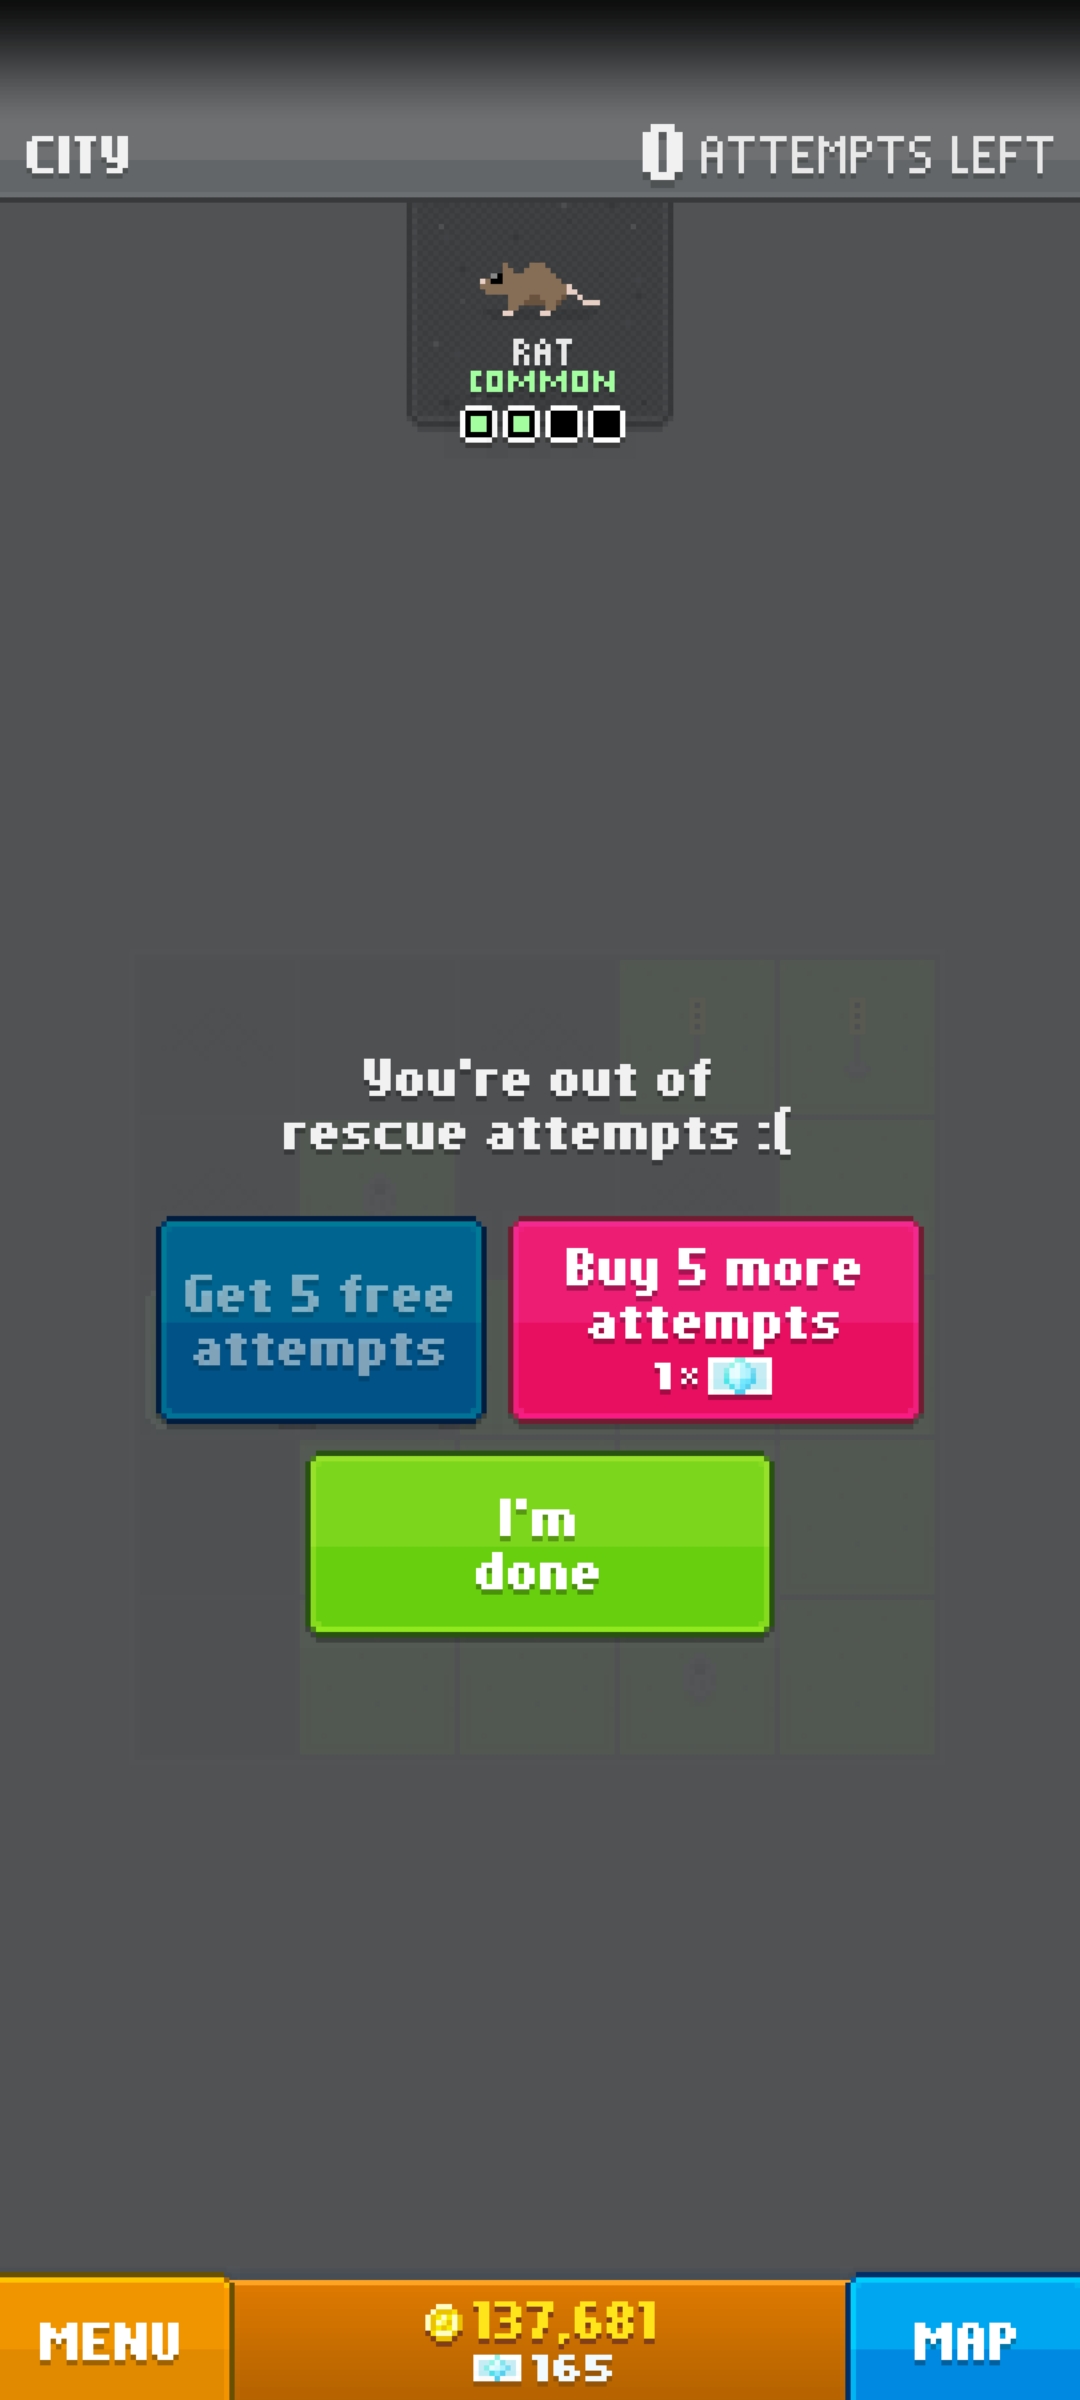 CITY
0 ATTEMPTS LEFT
RAT
COMMON
You're out of
rescue attempts :(
Get 5 free
attempts
Buy 5 more
attempts
1×
I'm
done
MENU
137,681
165
MAP